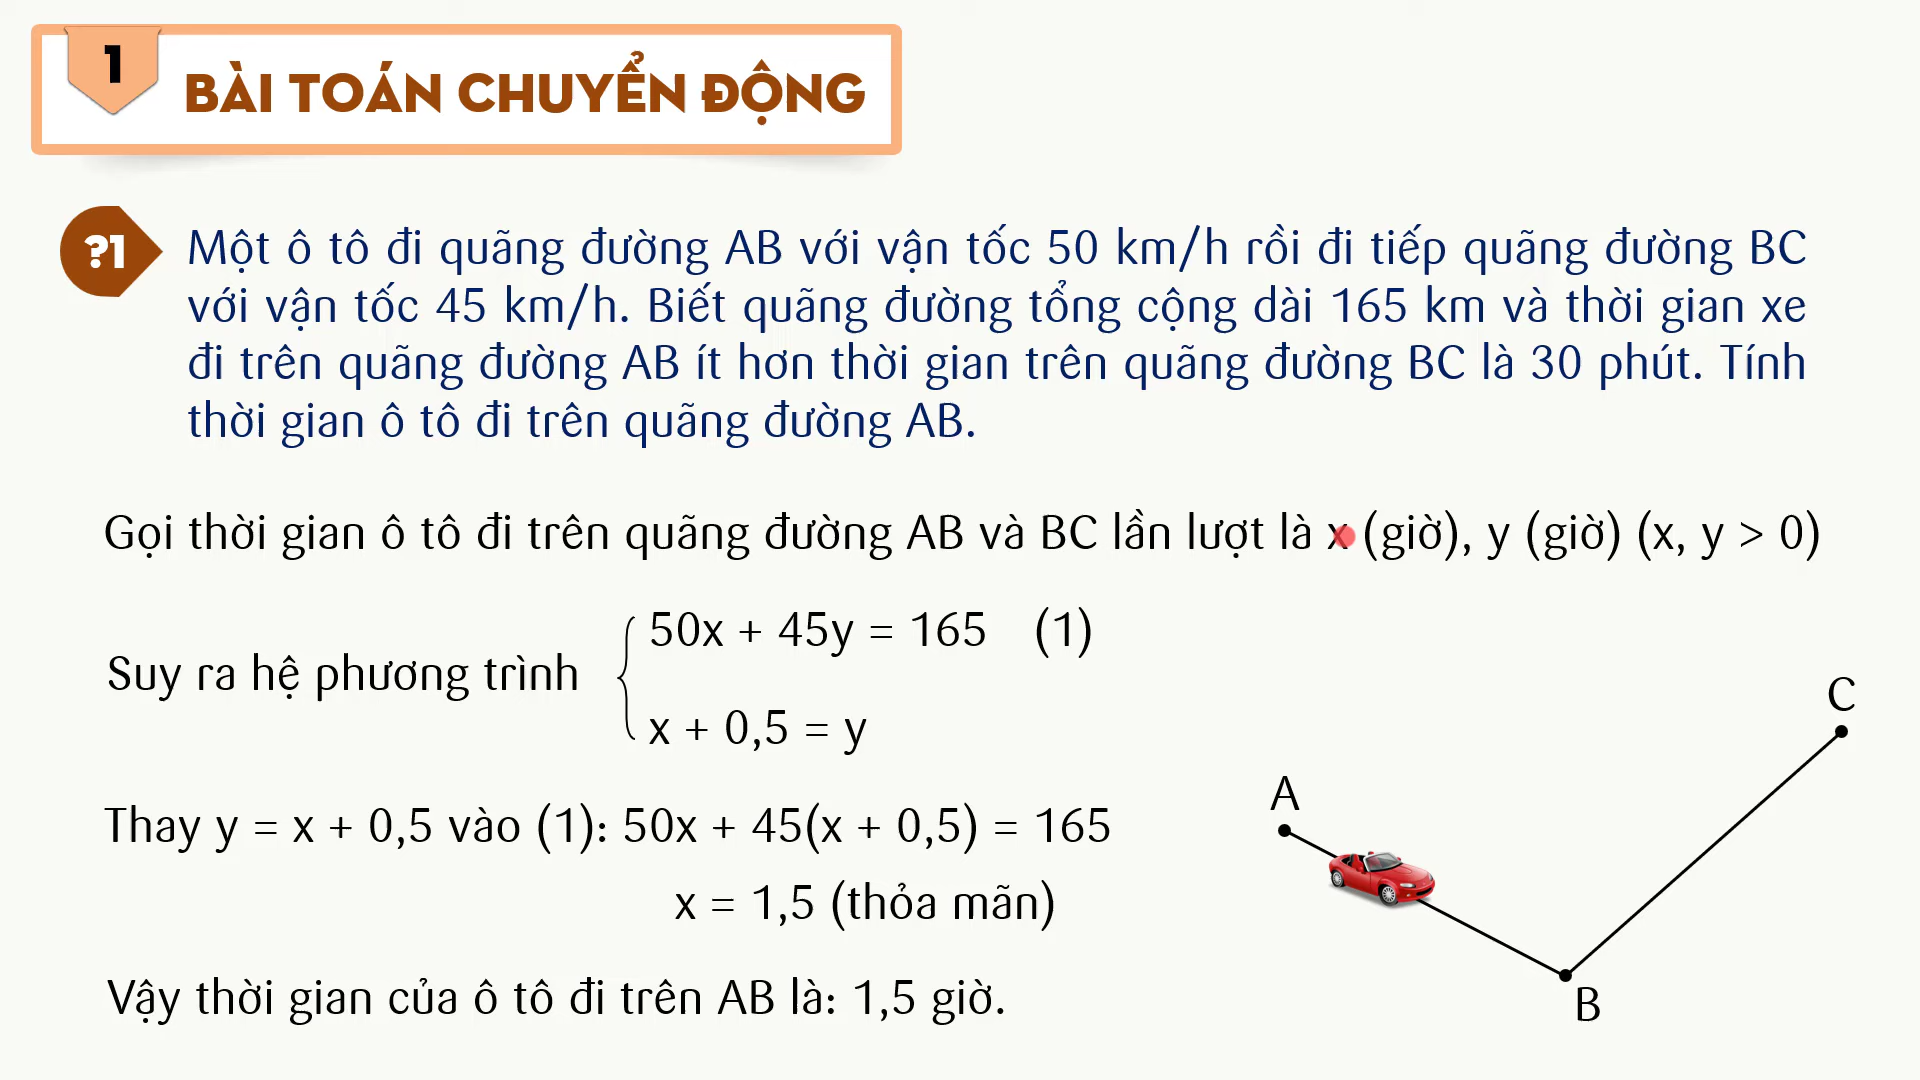 1
BÀI TOÁN CHUYỂN ĐỘNG
?1
Một ô tô đi quãng đường AB với vận tốc 50 km/h rồi đi tiếp quãng đường BC
với vận tốc 45 km/h. Biết quãng đường tổng cộng dài 165 km và thời gian xe
đi trên quãng đường AB ít hơn thời gian trên quãng đường BC là 30 phút. Tính
thời gian ô tô đi trên quãng đường AB.
Gọi thời gian ô tô đi trên quãng đường AB và BC lần lượt là x (giờ), y (giờ) (x, y > 0)
50x + 45y = 165 (1)
Suy ra hệ phương trình
x + 0,5 = y
Thay y = x + 0,5 vào (1): 50x + 45(x + 0,5) = 165
x = 1,5 (thỏa mãn)
Vậy thời gian của ô tô đi trên AB là: 1,5 giờ.
C
A
B